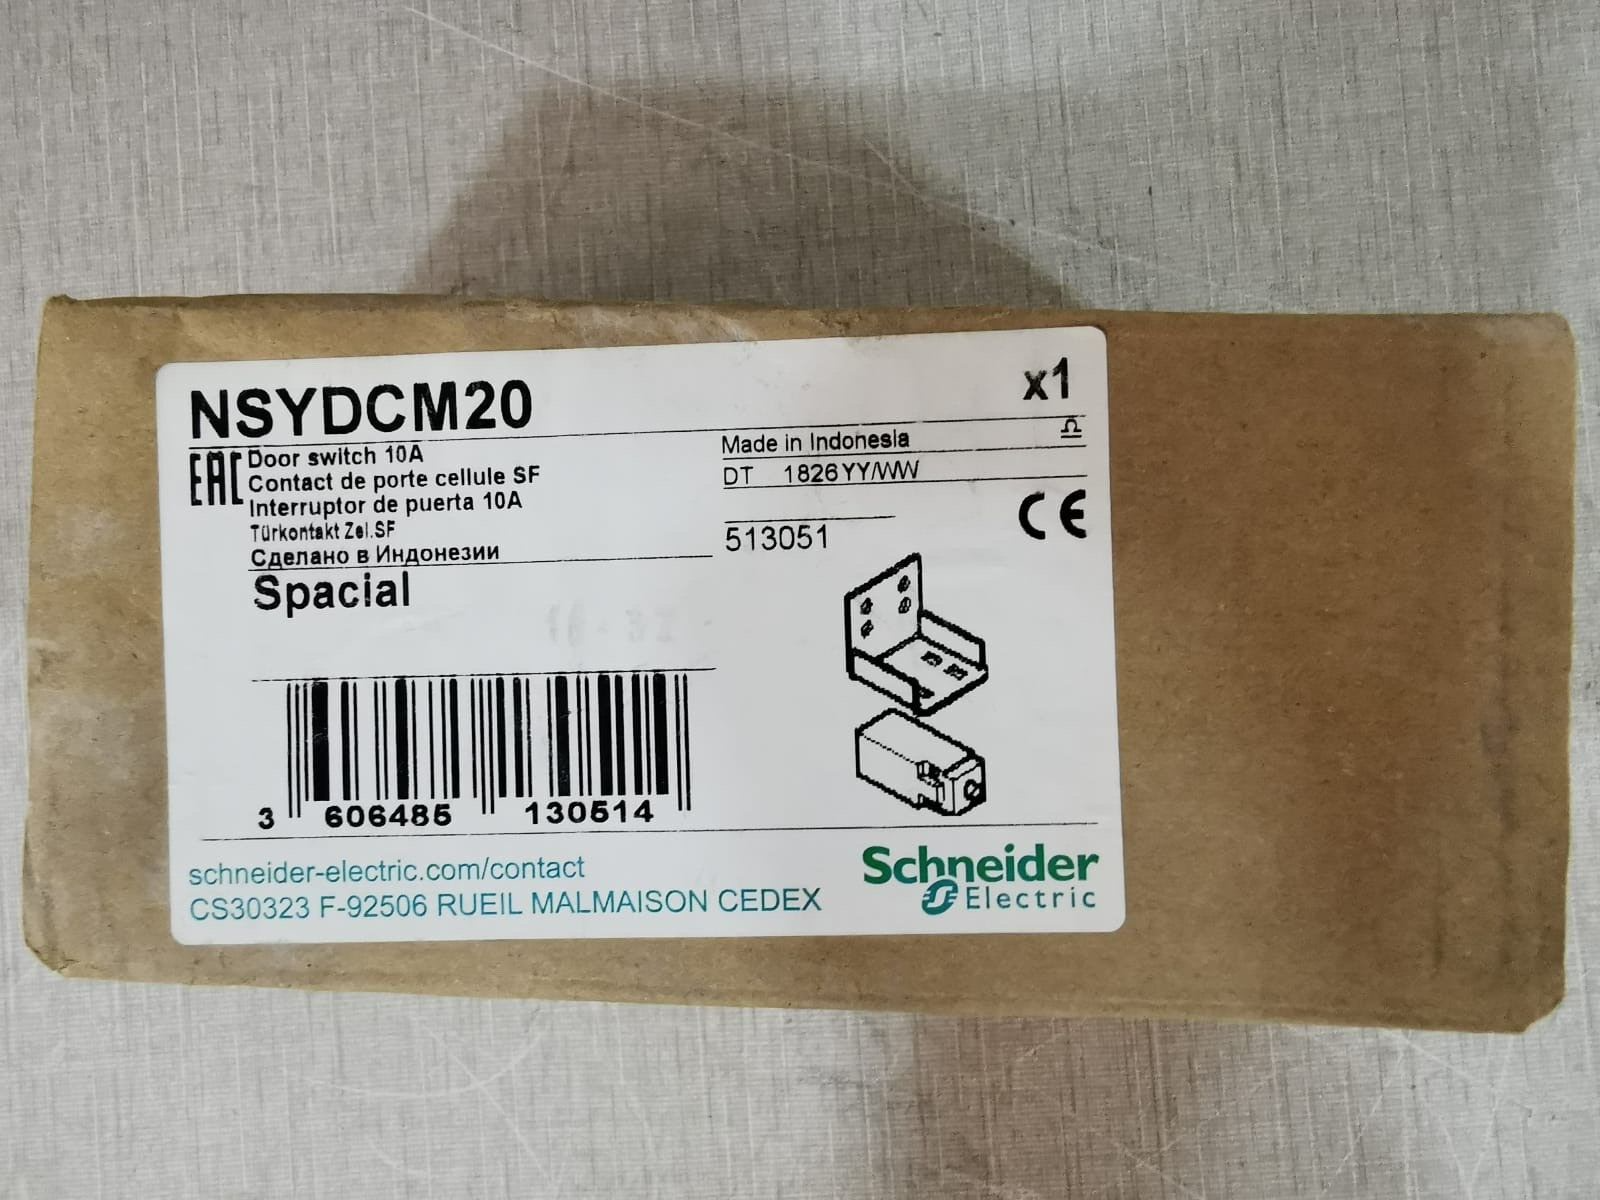 NSYDCM20
x1
EAC
Door switch 10A
Contact de porte cellule SF
Interruptor de puerta 10A
Türkontakt Zel.SF
Сделано в Индонезии
Spacial
Made in Indonesia
DT 1826 YY/WW
CE
513051
3 606485 130514
schneider-electric.com/contact
CS30323 F-92506 RUEIL MALMAISON CEDEX
Schneider
Electric